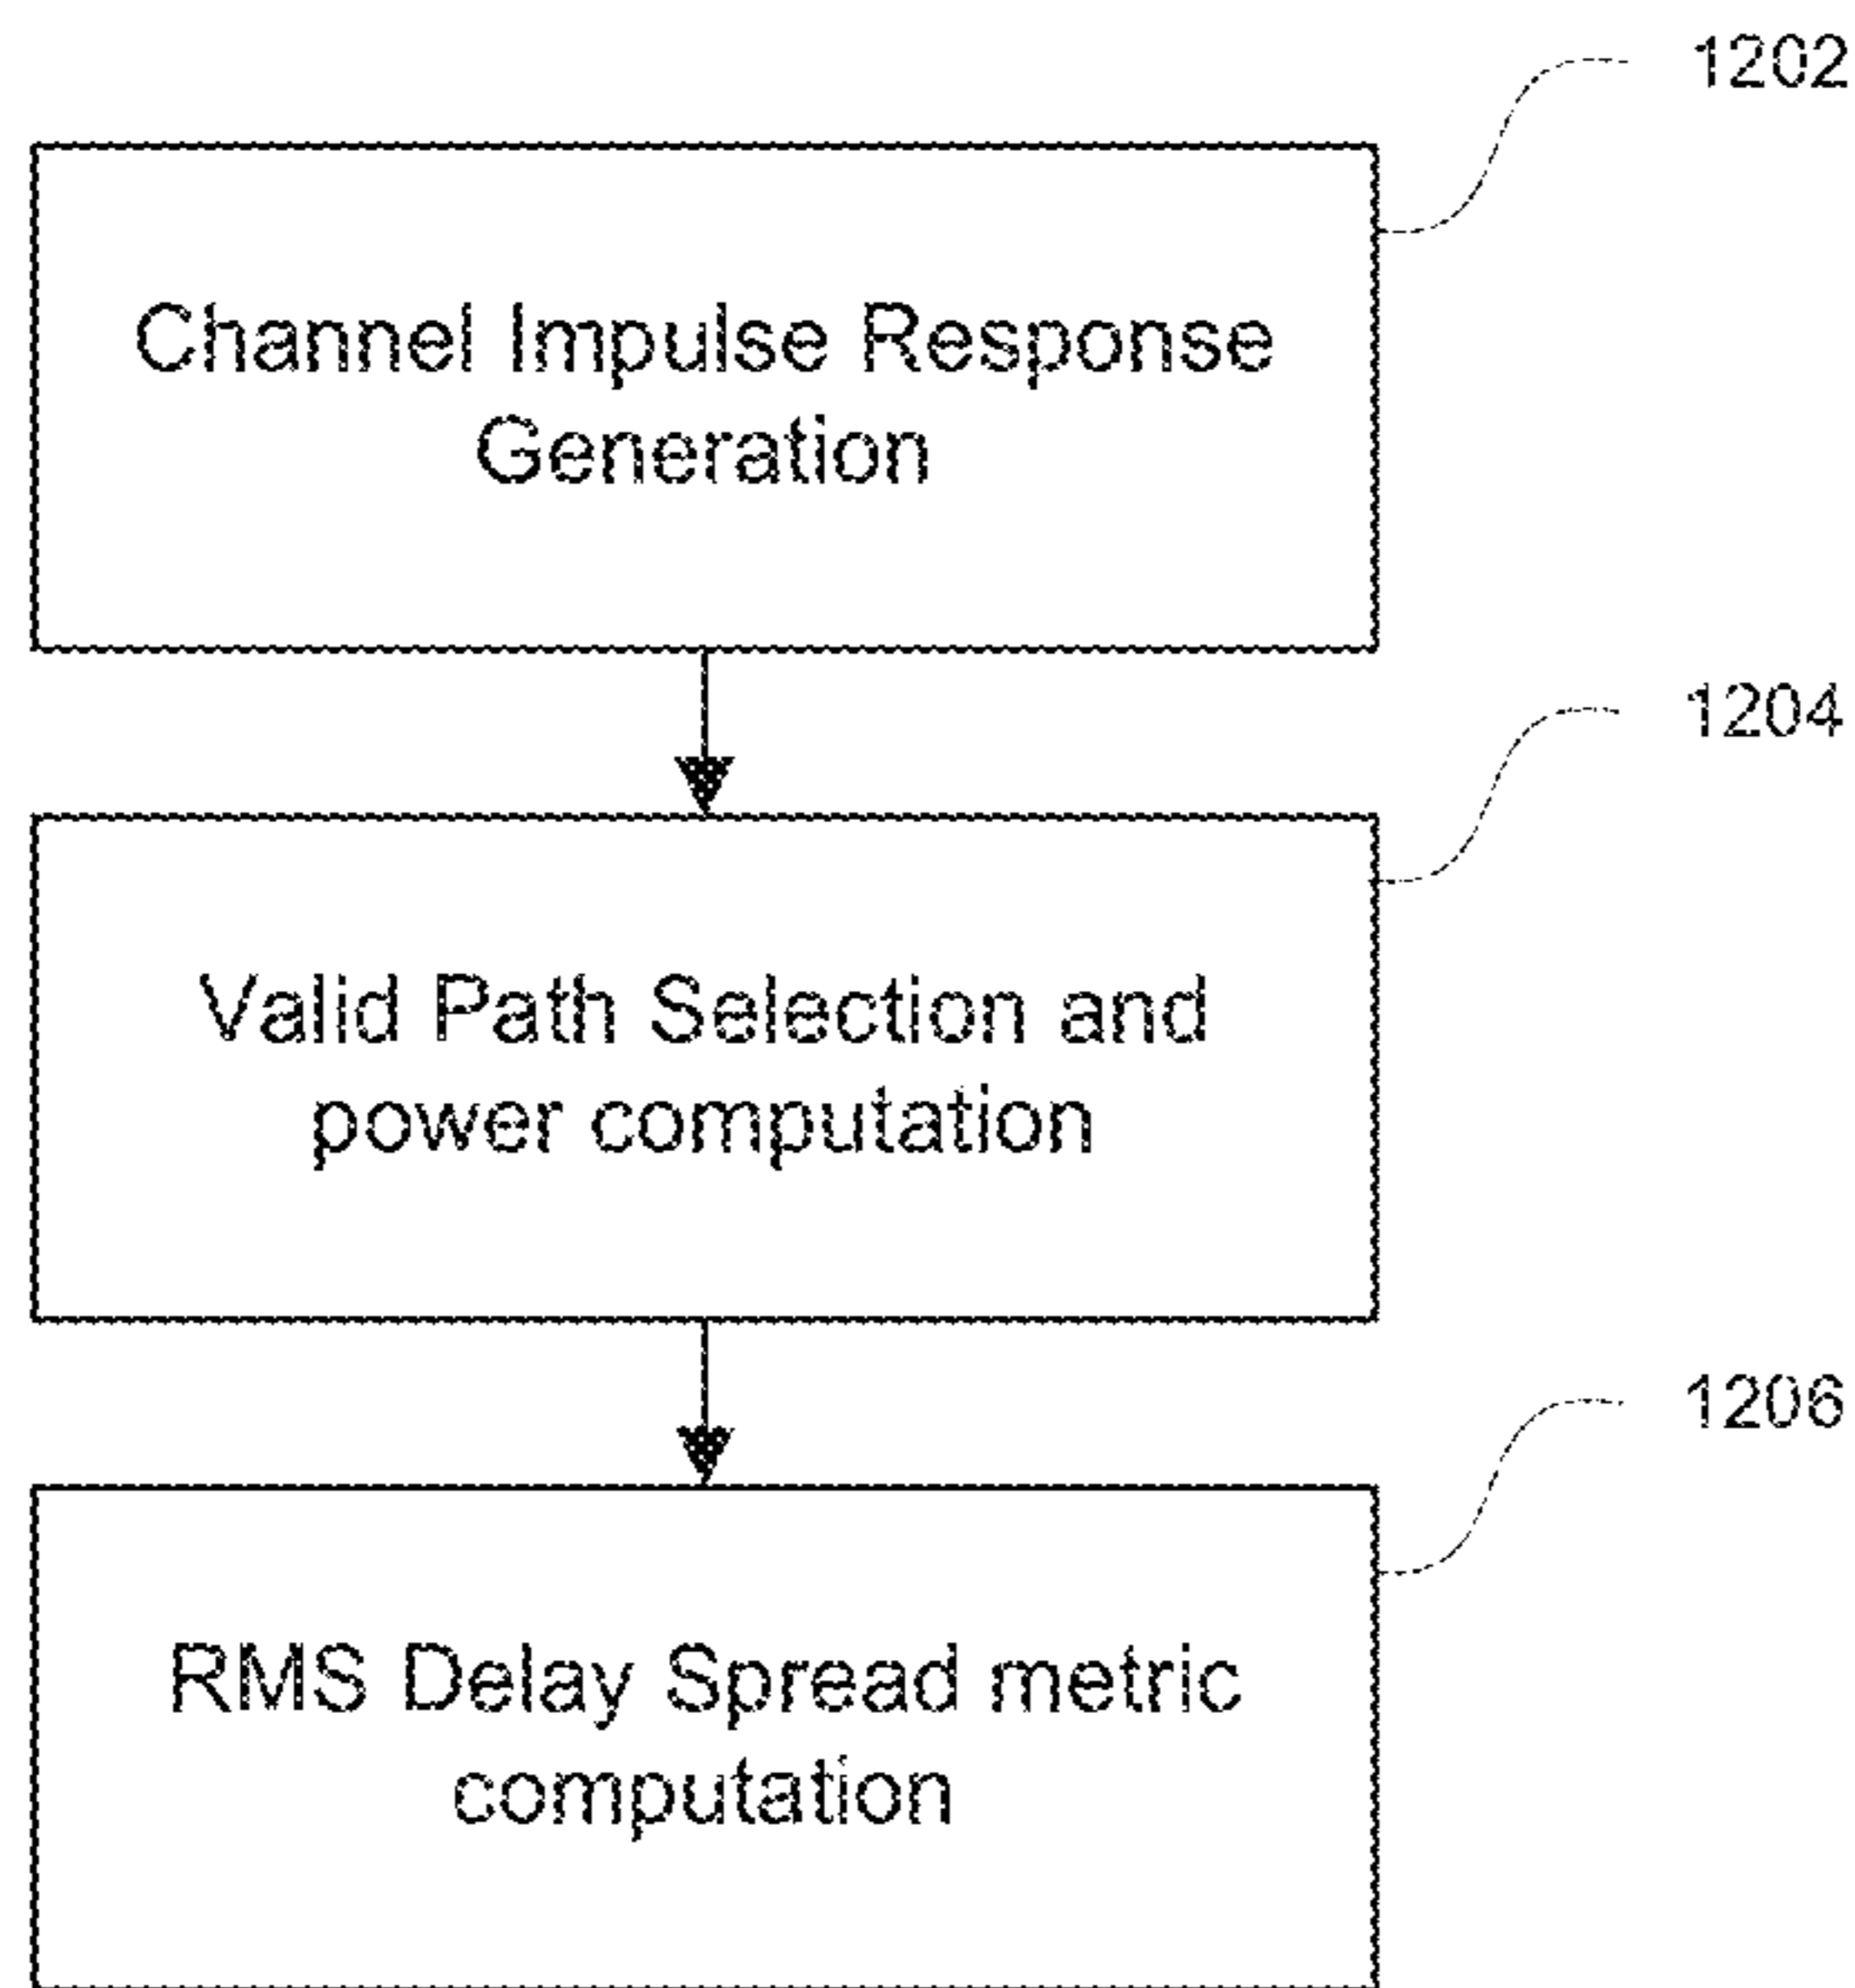 1202
Channel Impulse Response
Generation
1204
Valid Path Selection and
power computation
1206
RMS Delay Spread metric
computation